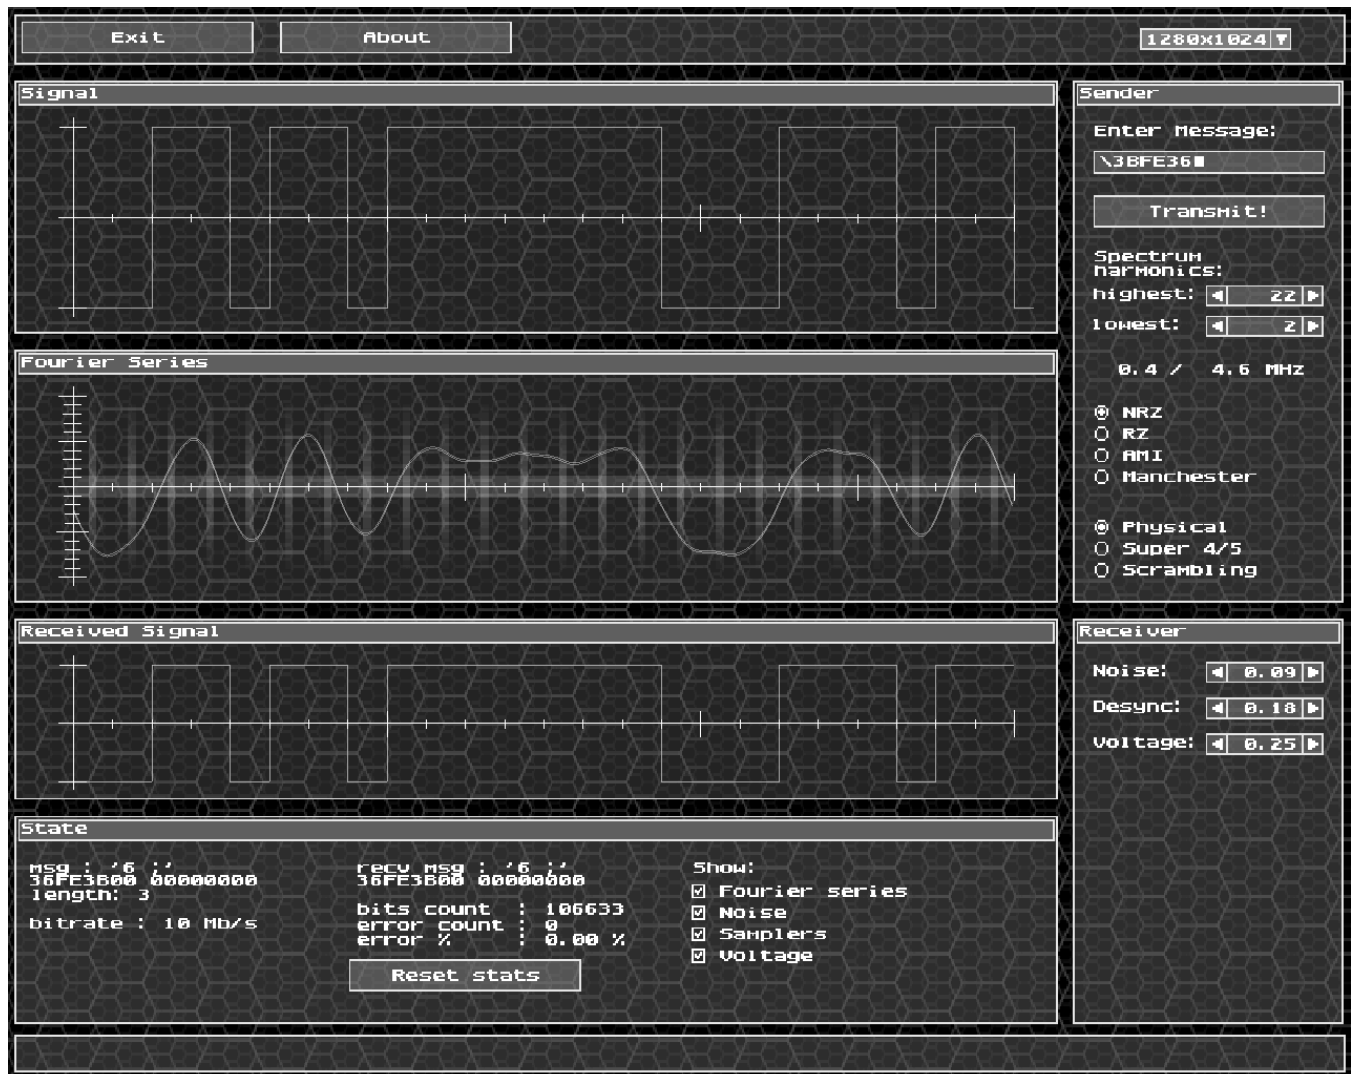 Exit
About
1280x1024
Signal
Sender
Enter Message:
\3BFE36
Transmit!
Spectrum
harmonics:
highest: 22
lowest: 2
0.4 / 4.6 MHz
NRZ
RZ
AMI
Manchester
Physical
Super 4/5
Scrambling
Fourier Series
Received Signal
Receiver
Noise: 0.09
Desync: 0.18
Voltage: 0.25
State
msg : '6 ;'
36FE3B00 00000000
length: 3
bitrate : 10 Mb/s
recv msg : '6 ;'
36FE3B00 00000000
bits count : 106633
error count : 0
error % : 0.00 %
Reset stats
Show:
Fourier series
Noise
Samplers
Voltage